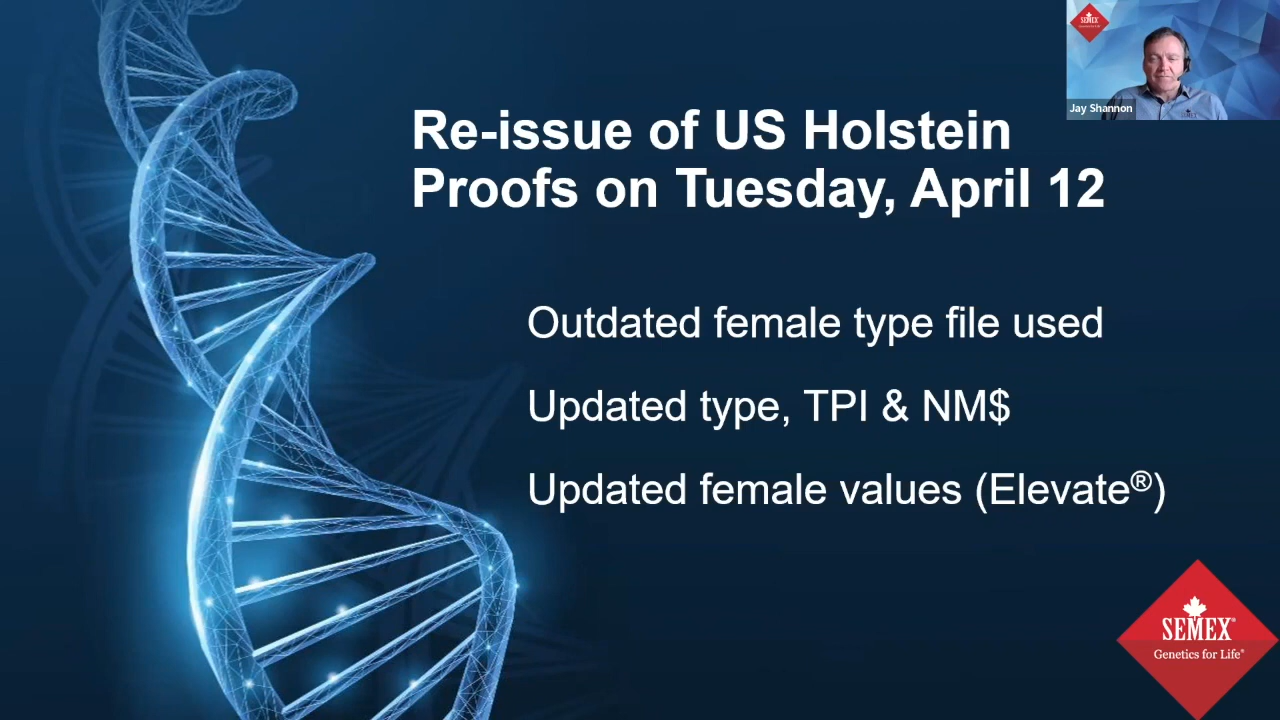 SEMEX
Jay Shannon
Re-issue of US Holstein
Proofs on Tuesday, April 12
Outdated female type file used
Updated type, TPI & NM$
Updated female values (Elevate®)
SEMEX®
Genetics for Life®